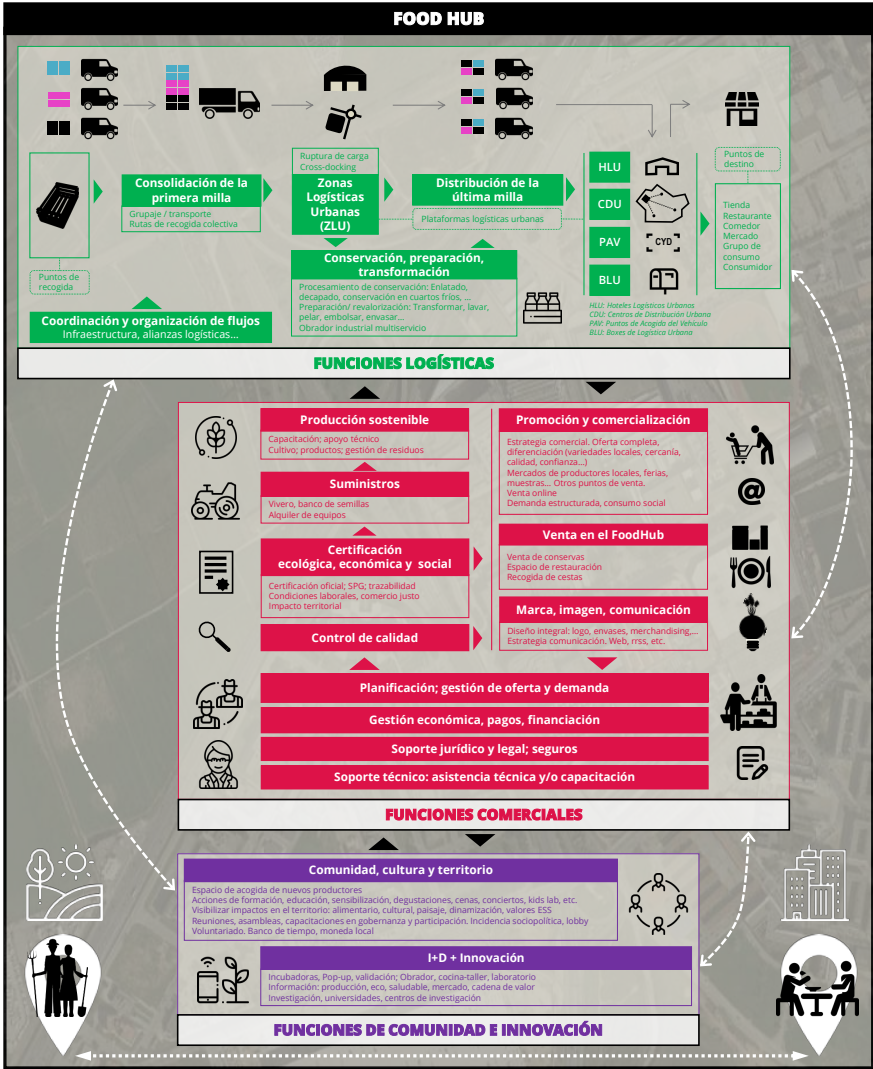 FOOD HUB
Ruptura de carga
Cross-docking
Consolidación de la
primera milla
Grupaje / transporte
Rutas de recogida colectiva
Zonas
Logísticas
Urbanas
(ZLU)
Distribución de la
última milla
Plataformas logísticas urbanas
HLU
CDU
PAV
BLU
CYD
Puntos de
destino
Tienda
Restaurante
Comedor
Mercado
Grupo de
consumo
Consumidor
Puntos de
recogida
Conservación, preparación,
transformación
Procesamiento de conservación: Enlatado,
decapado, conservación en cuartos fríos, ...
Preparación/ revalorización: Transformar, lavar,
pelar, embolsar, envasar...
Obrador industrial multiservicio
HLU: Hoteles Logísticos Urbanos
CDU: Centros de Distribución Urbana
PAV: Puntos de Acogida del Vehículo
BLU: Boxes de Logística Urbana
Coordinación y organización de flujos
Infraestructura, alianzas logísticas...
FUNCIONES LOGÍSTICAS
Producción sostenible
Capacitación; apoyo técnico
Cultivo; productos; gestión de residuos
Suministros
Vivero, banco de semillas
Alquiler de equipos
Certificación
ecológica, económica y social
Certificación oficial; SPG; trazabilidad
Condiciones laborales, comercio justo
Impacto territorial
Control de calidad
Promoción y comercialización
Estrategia comercial. Oferta completa,
diferenciación (variedades locales, cercanía,
calidad, confianza...)
Mercados de productores locales, ferias,
muestras... Otros puntos de venta.
Venta online
Demanda estructurada, consumo social
@
Venta en el FoodHub
Venta de conservas
Espacio de restauración
Recogida de cestas
Marca, imagen, comunicación
Diseño integral: logo, envases, merchandising,...
Estrategia comunicación. Web, rrss, etc.
Planificación; gestión de oferta y demanda
Gestión económica, pagos, financiación
Soporte jurídico y legal; seguros
Soporte técnico: asistencia técnica y/o capacitación
FUNCIONES COMERCIALES
Comunidad, cultura y territorio
Espacio de acogida de nuevos productores
Acciones de formación, educación, sensibilización, degustaciones, cenas, conciertos, kids lab, etc.
Visibilizar impactos en el territorio: alimentario, cultural, paisaje, dinamización, valores ESS
Reuniones, asambleas, capacitaciones en gobernanza y participación. Incidencia sociopolítica, lobby
Voluntariado. Banco de tiempo, moneda local
I+D + Innovación
Incubadoras, Pop-up, validación; Obrador, cocina-taller, laboratorio
Información: producción, eco, saludable, mercado, cadena de valor
Investigación, universidades, centros de investigación
FUNCIONES DE COMUNIDAD E INNOVACIÓN